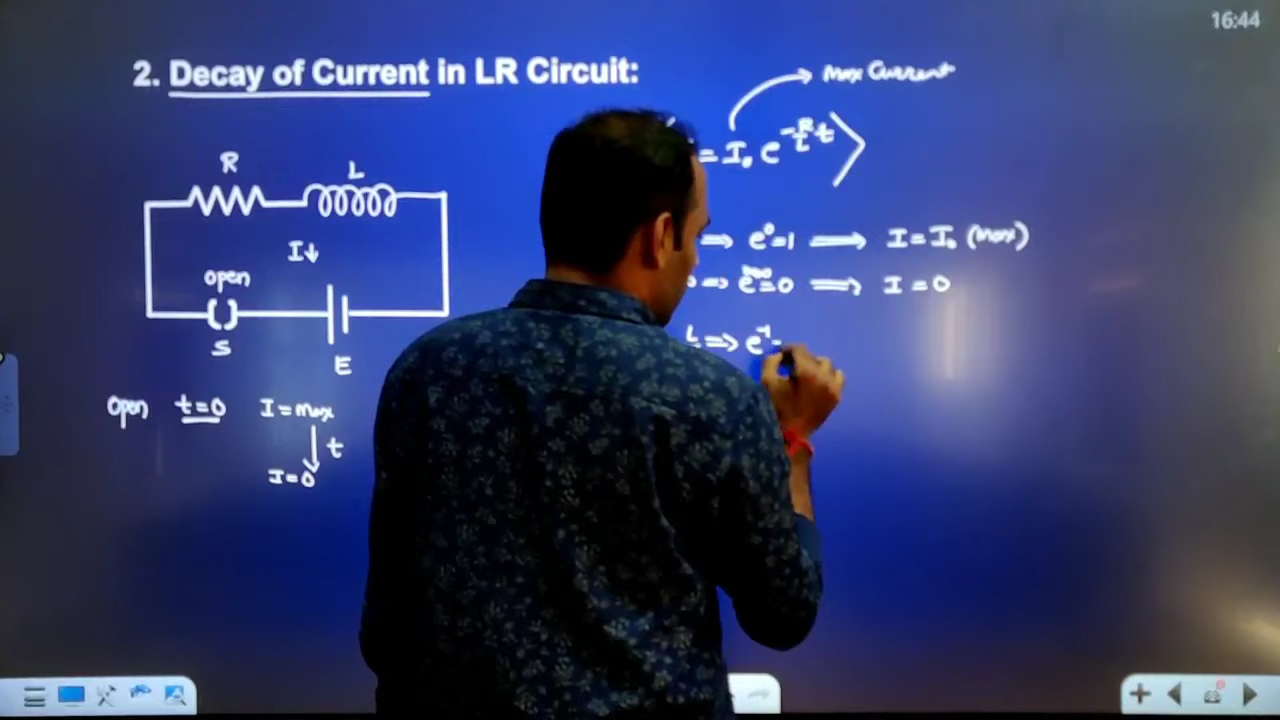 16:44
2. Decay of Current in LR Circuit:
Max Current
= I₀ e^(-R/L t)
R
L
I↓
open
S
E
⇒ e⁰=1 ⟹ I = I₀ (Max)
⇒ e^-∞=0 ⟹ I = 0
L ⇒ e⁻¹=
Open t=0 I = max
↓ t
I=0